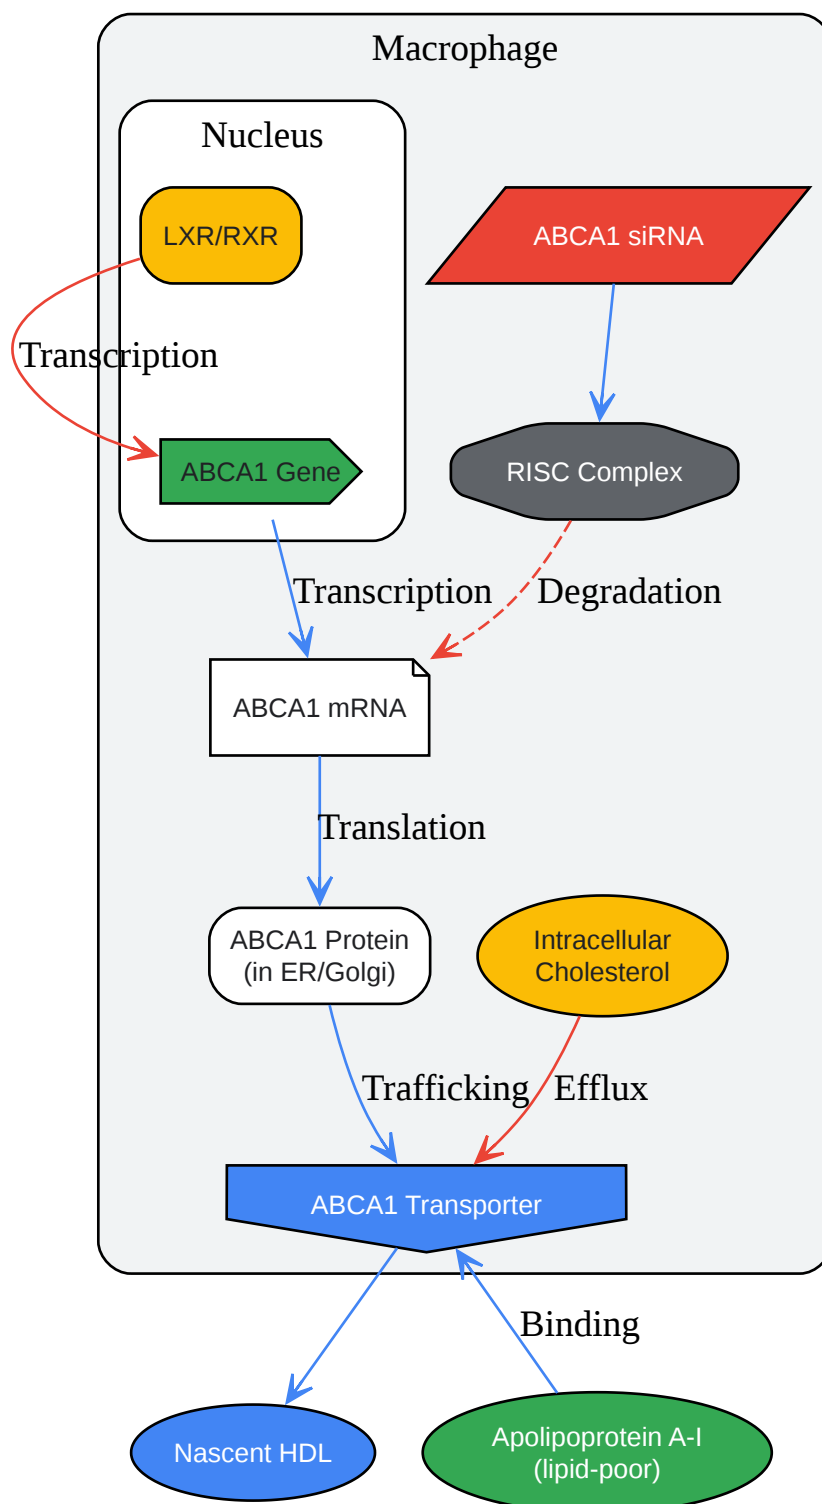 Macrophage
Nucleus
LXR/RXR
ABCA1 siRNA
Transcription
ABCA1 Gene
RISC Complex
Transcription
Degradation
ABCA1 mRNA
Translation
ABCA1 Protein
(in ER/Golgi)
Intracellular
Cholesterol
Trafficking
Efflux
ABCA1 Transporter
Binding
Nascent HDL
Apolipoprotein A-I
(lipid-poor)